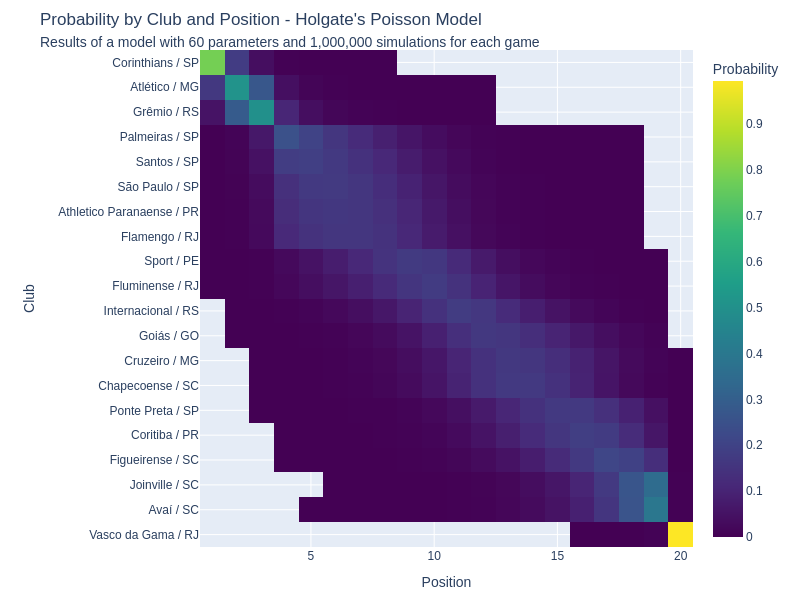 Probability by Club and Position - Holgate's Poisson Model
Results of a model with 60 parameters and 1,000,000 simulations for each game
Probability
Club
Corinthians / SP
Atlético / MG
Grêmio / RS
Palmeiras / SP
Santos / SP
São Paulo / SP
Athletico Paranaense / PR
Flamengo / RJ
Sport / PE
Fluminense / RJ
Internacional / RS
Goiás / GO
Cruzeiro / MG
Chapecoense / SC
Ponte Preta / SP
Coritiba / PR
Figueirense / SC
Joinville / SC
Avaí / SC
Vasco da Gama / RJ
0.9
0.8
0.7
0.6
0.5
0.4
0.3
0.2
0.1
0
5 10 15 20
Position